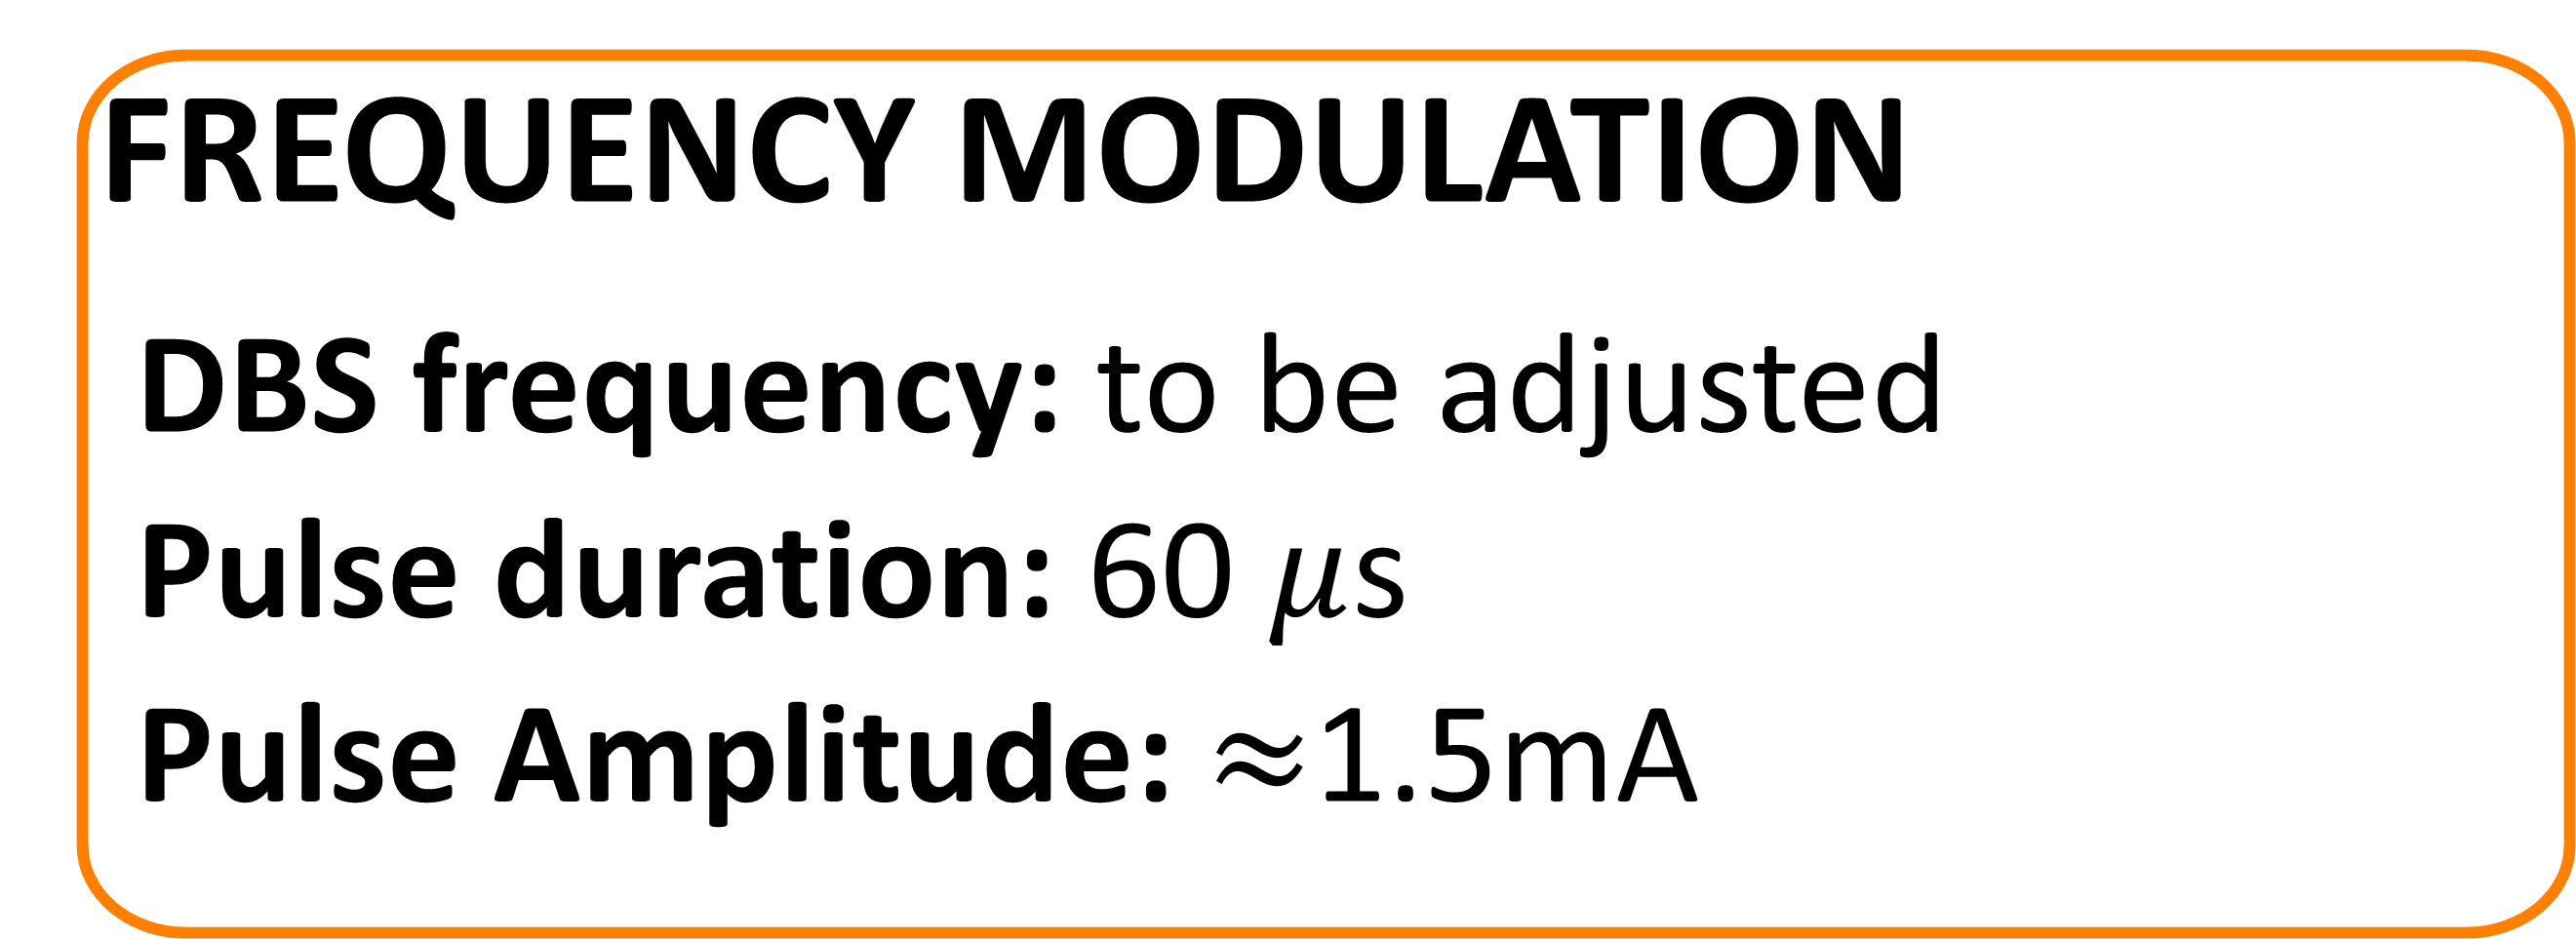 FREQUENCY MODULATION
DBS frequency: to be adjusted
Pulse duration: 60 𝜇s
Pulse Amplitude: ≈1.5mA